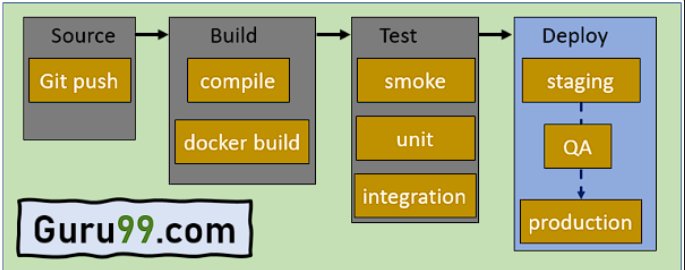 Source
Git push
Build
compile
docker build
Test
smoke
unit
integration
Deploy
staging
QA
production
Guru99.com